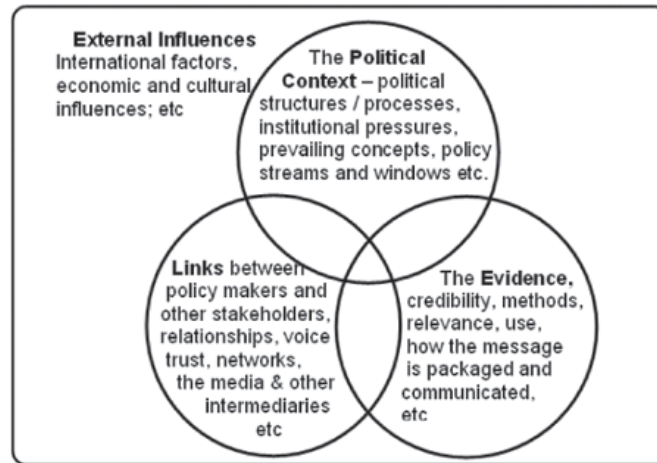 External Influences
International factors,
economic and cultural
influences; etc
The Political
Context – political
structures / processes,
institutional pressures,
prevailing concepts, policy
streams and windows etc.
Links between
policy makers and
other stakeholders,
relationships, voice
trust, networks,
the media & other
intermediaries
etc
The Evidence,
credibility, methods,
relevance, use,
how the message
is packaged and
communicated,
etc